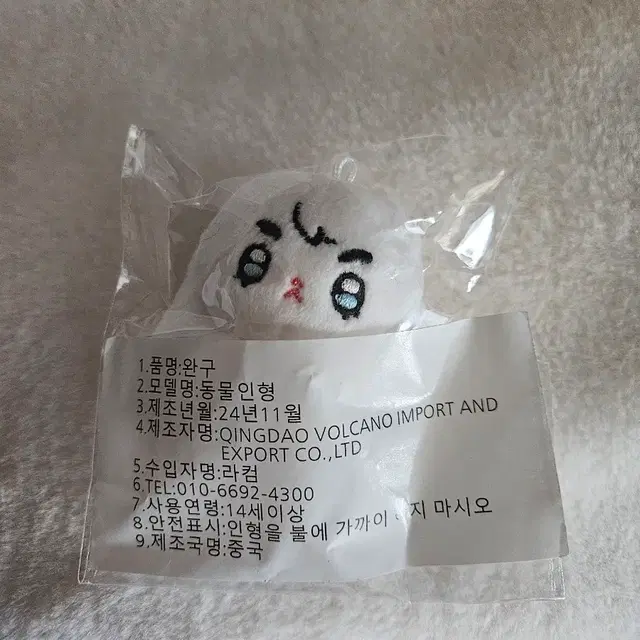 1.품명:완구
2.모델명:동물인형
3.제조년월:24년11월
4.제조자명:QINGDAO VOLCANO IMPORT AND
EXPORT CO.,LTD
5.수입자명:라컴
6.TEL:010-6692-4300
7.사용연령:14세이상
8.안전표시:인형을 불에 가까이 마시오
9.제조국명:중국